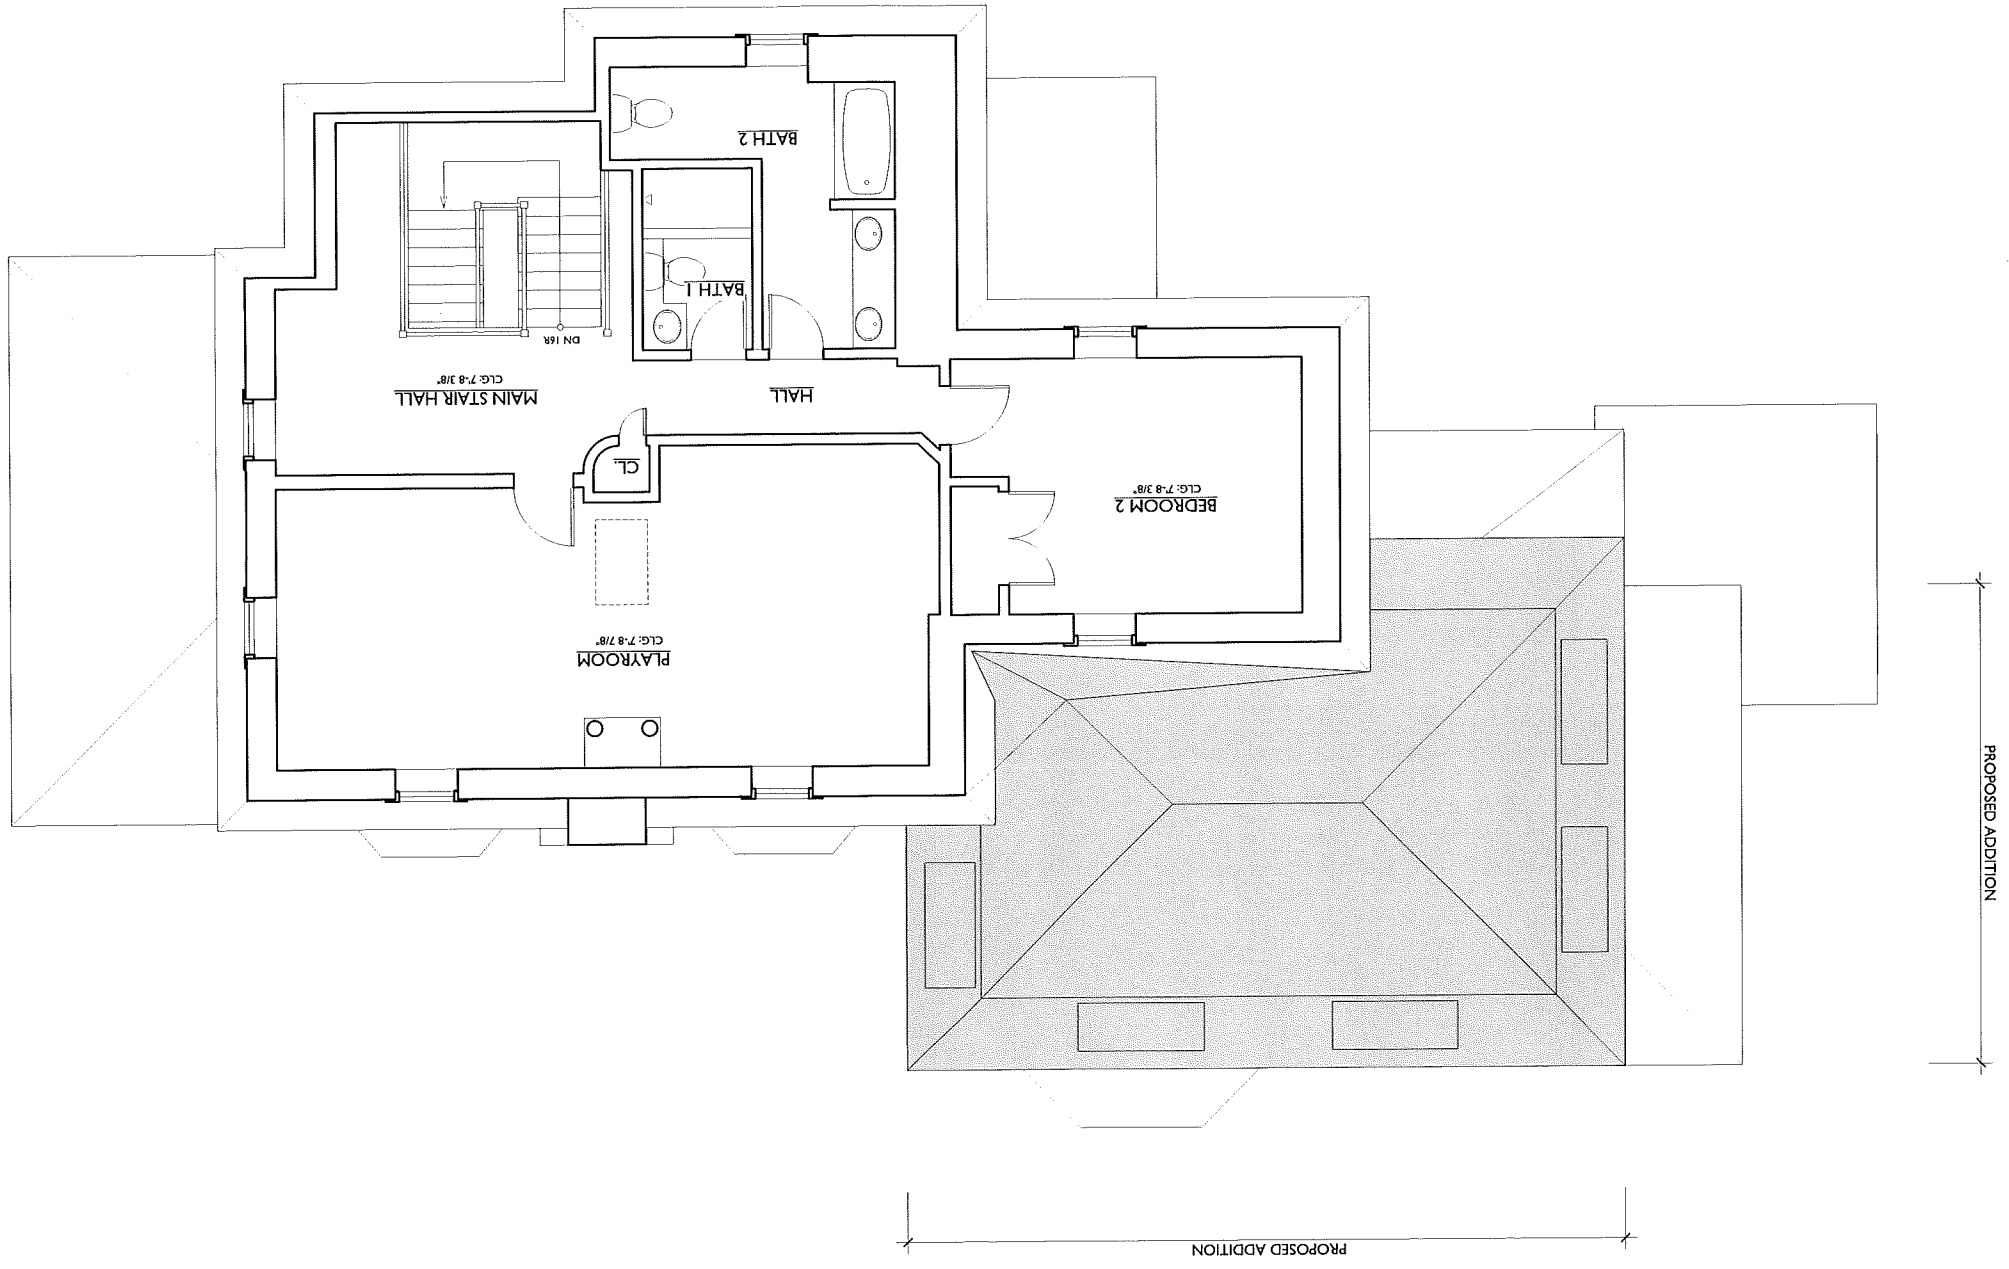 PROPOSED ADDITION
PROPOSED ADDITION
PLAYROOM
CLG: 7'-8 7/8"
BEDROOM 2
CLG: 7'-8 3/8"
CL.
HALL
MAIN STAIR HALL
CLG: 7'-8 3/8"
DN 16R
BATH 1
BATH 2